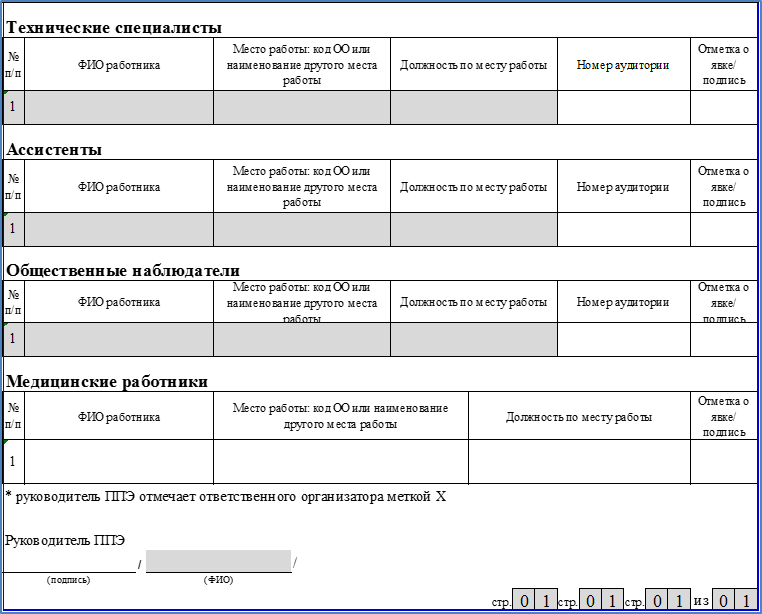 Технические специалисты
№ п/п ФИО работника Место работы: код ОО или наименование другого места работы Должность по месту работы Номер аудитории Отметка о явке/ подпись
1
Ассистенты
№ п/п ФИО работника Место работы: код ОО или наименование другого места работы Должность по месту работы Номер аудитории Отметка о явке/ подпись
1
Общественные наблюдатели
№ п/п ФИО работника Место работы: код ОО или наименование другого места работы Должность по месту работы Номер аудитории Отметка о явке/ подпись
1
Медицинские работники
№ п/п ФИО работника Место работы: код ОО или наименование другого места работы Должность по месту работы Отметка о явке/ подпись
1
* руководитель ППЭ отмечает ответственного организатора меткой X
Руководитель ППЭ
/ /
(подпись) (ФИО)
стр. 0 1 стр. 0 1 стр. 0 1 из 0 1